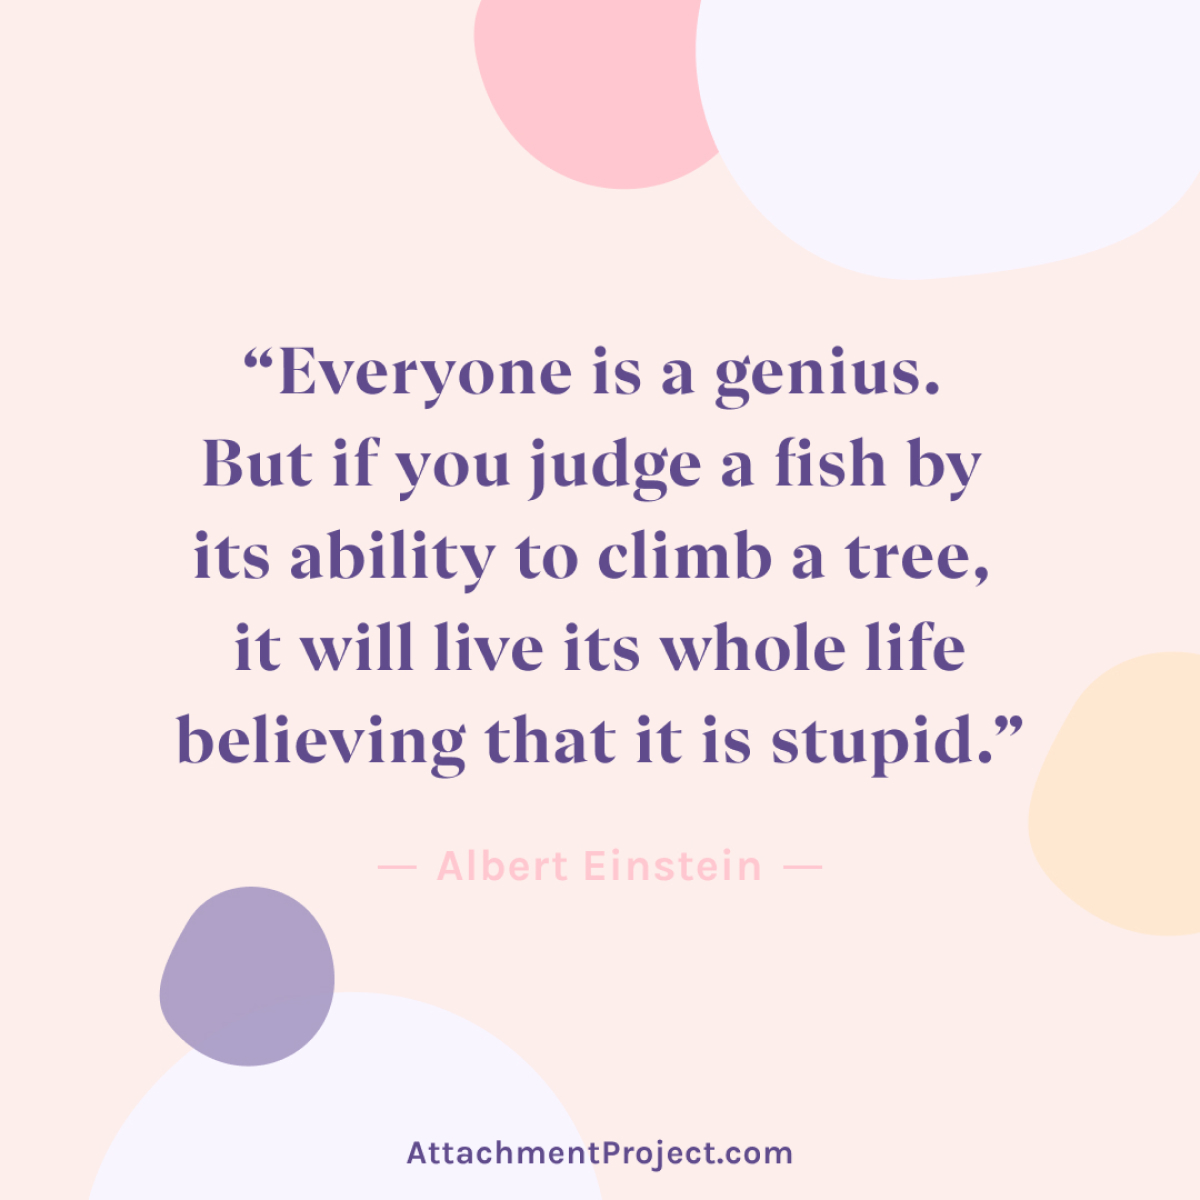 “Everyone is a genius.
But if you judge a fish by
its ability to climb a tree,
it will live its whole life
believing that it is stupid.”
— Albert Einstein —
AttachmentProject.com